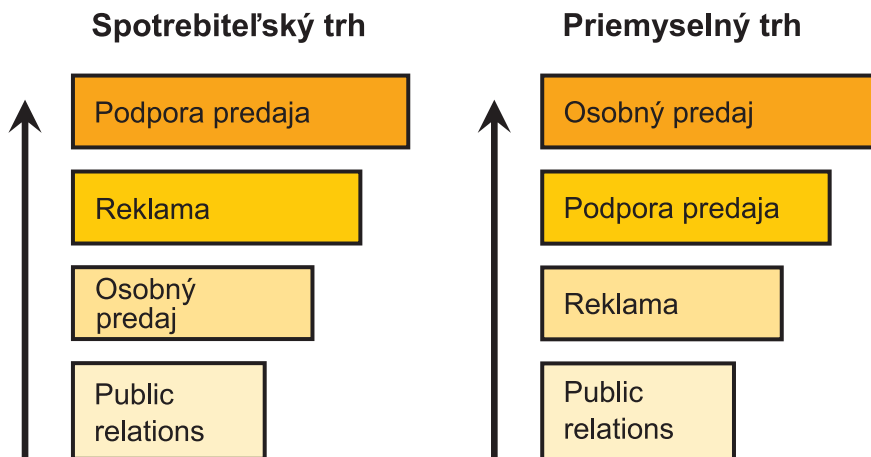 Spotrebiteľský trh
Podpora predaja
Reklama
Osobný
predaj
Public
relations
Priemyselný trh
Osobný predaj
Podpora predaja
Reklama
Public
relations